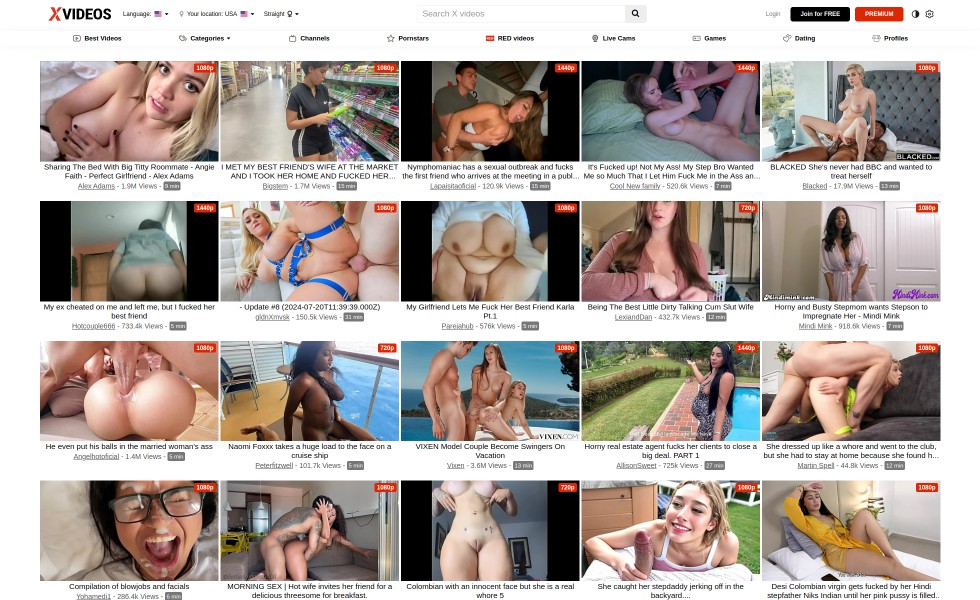 XVIDEOS Language: Your location: USA Straight Search X videos Login Join for FREE PREMIUM
Best Videos Categories Channels Pornstars RED videos Live Cams Games Dating Profiles
1080p 1080p 1440p 1440p 1080p
BLACKED
Sharing The Bed With Big Titty Roommate - Angie Faith - Perfect Girlfriend - Alex Adams
Alex Adams - 1.9M Views - 9 min
I MET MY BEST FRIEND'S WIFE AT THE MARKET AND I TOOK HER HOME AND FUCKED HER...
Bigstem - 1.7M Views - 15 min
Nymphomaniac has a sexual outbreak and fucks the first friend who arrives at the meeting in a publ...
Lapaisitaoficial - 120.9k Views - 15 min
It's Fucked up! Not My Ass! My Step Bro Wanted Me so Much That I Let Him Fuck Me in the Ass an...
Cool New family - 520.6k Views - 7 min
BLACKED She's never had BBC and wanted to treat herself
Blacked - 17.9M Views - 13 min
1440p 1080p 1080p 720p 1080p
Mindimink.com
My ex cheated on me and left me, but I fucked her best friend
Hotcouple666 - 733.4k Views - 5 min
- Update #8 (2024-07-20T11:39:39.000Z)
150.5k Views - 31 min
My Girlfriend Lets Me Fuck Her Best Friend Karla Pt.1
Parejahub - 576k Views - 5 min
Being The Best Little Dirty Talking Cum Slut Wife
LexiandDan - 432.7k Views - 12 min
Horny and Busty Stepmom wants Stepson to Impregnate Her - Mindi Mink
Mindi Mink - 918.6k Views - 7 min
1080p 720p 1080p 1440p 1080p
VIXEN.COM
He even put his balls in the married woman's ass
Angelhotoficial - 1.4M Views - 5 min
Naomi Foxxx takes a huge load to the face on a cruise ship
Peterfitzwell - 101.7k Views - 5 min
VIXEN Model Couple Become Swingers On Vacation
Vixen - 3.6M Views - 13 min
Horny real estate agent fucks her clients to close a big deal. PART 1
AllisonSweet - 725k Views - 27 min
She dressed up like a whore and went to the club, but she had to stay at home because she found h...
Martin Spell - 44.8k Views - 12 min
1080p 1080p 720p 1080p 1080p
Compilation of blowjobs and facials
Yohamedi1 - 286.4k Views - 5 min
MORNING SEX | Hot wife invites her friend for a delicious threesome for breakfast.
Colombian with an innocent face but she is a real whore 5
She caught her stepdaddy jerking off in the backyard....
Desi Colombian virgin gets fucked by her Hindi stepfather Niks Indian until her pink pussy is filled..